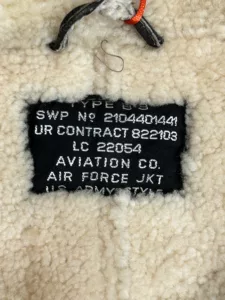 TYPE B-3
SWP Nº 2104401441
UR CONTRACT 822103
LC 22054
AVIATION CO.
AIR FORCE JKT
U.S. ARMY STYLE